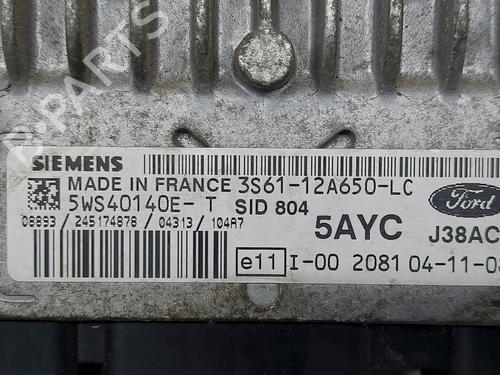 B-PARTS
SIEMENS
MADE IN FRANCE 3S61-12A650-LC
5WS40140E- T SID 804
Ford
08893 / 245174878 / 04313 / 104A7
5AYC J38AC
e11 I-00 2081 04-11-0